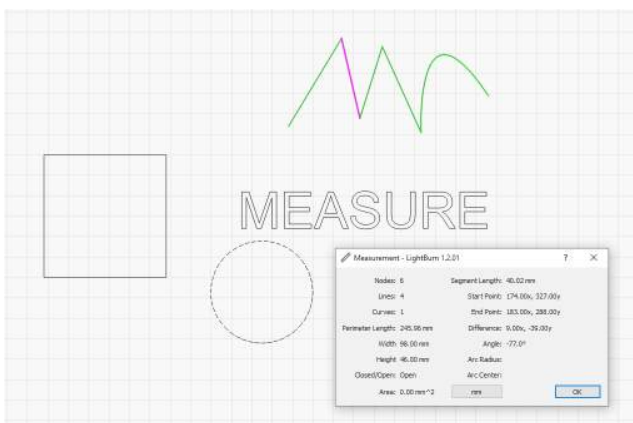 MEASURE
Measurement - LightBurn 1.2.01 ? ×
Nodes: 6 Segment Length: 40.02 mm
Lines: 4 Start Point: 174.00x, 327.00y
Curves: 1 End Point: 183.00x, 288.00y
Perimeter Length: 245.96 mm Difference: 9.00x, -39.00y
Width 98.00 mm Angle: -77.0°
Height 46.00 mm Arc Radius:
Closed/Open: Open Arc Center:
Area: 0.00 mm^2 mm OK